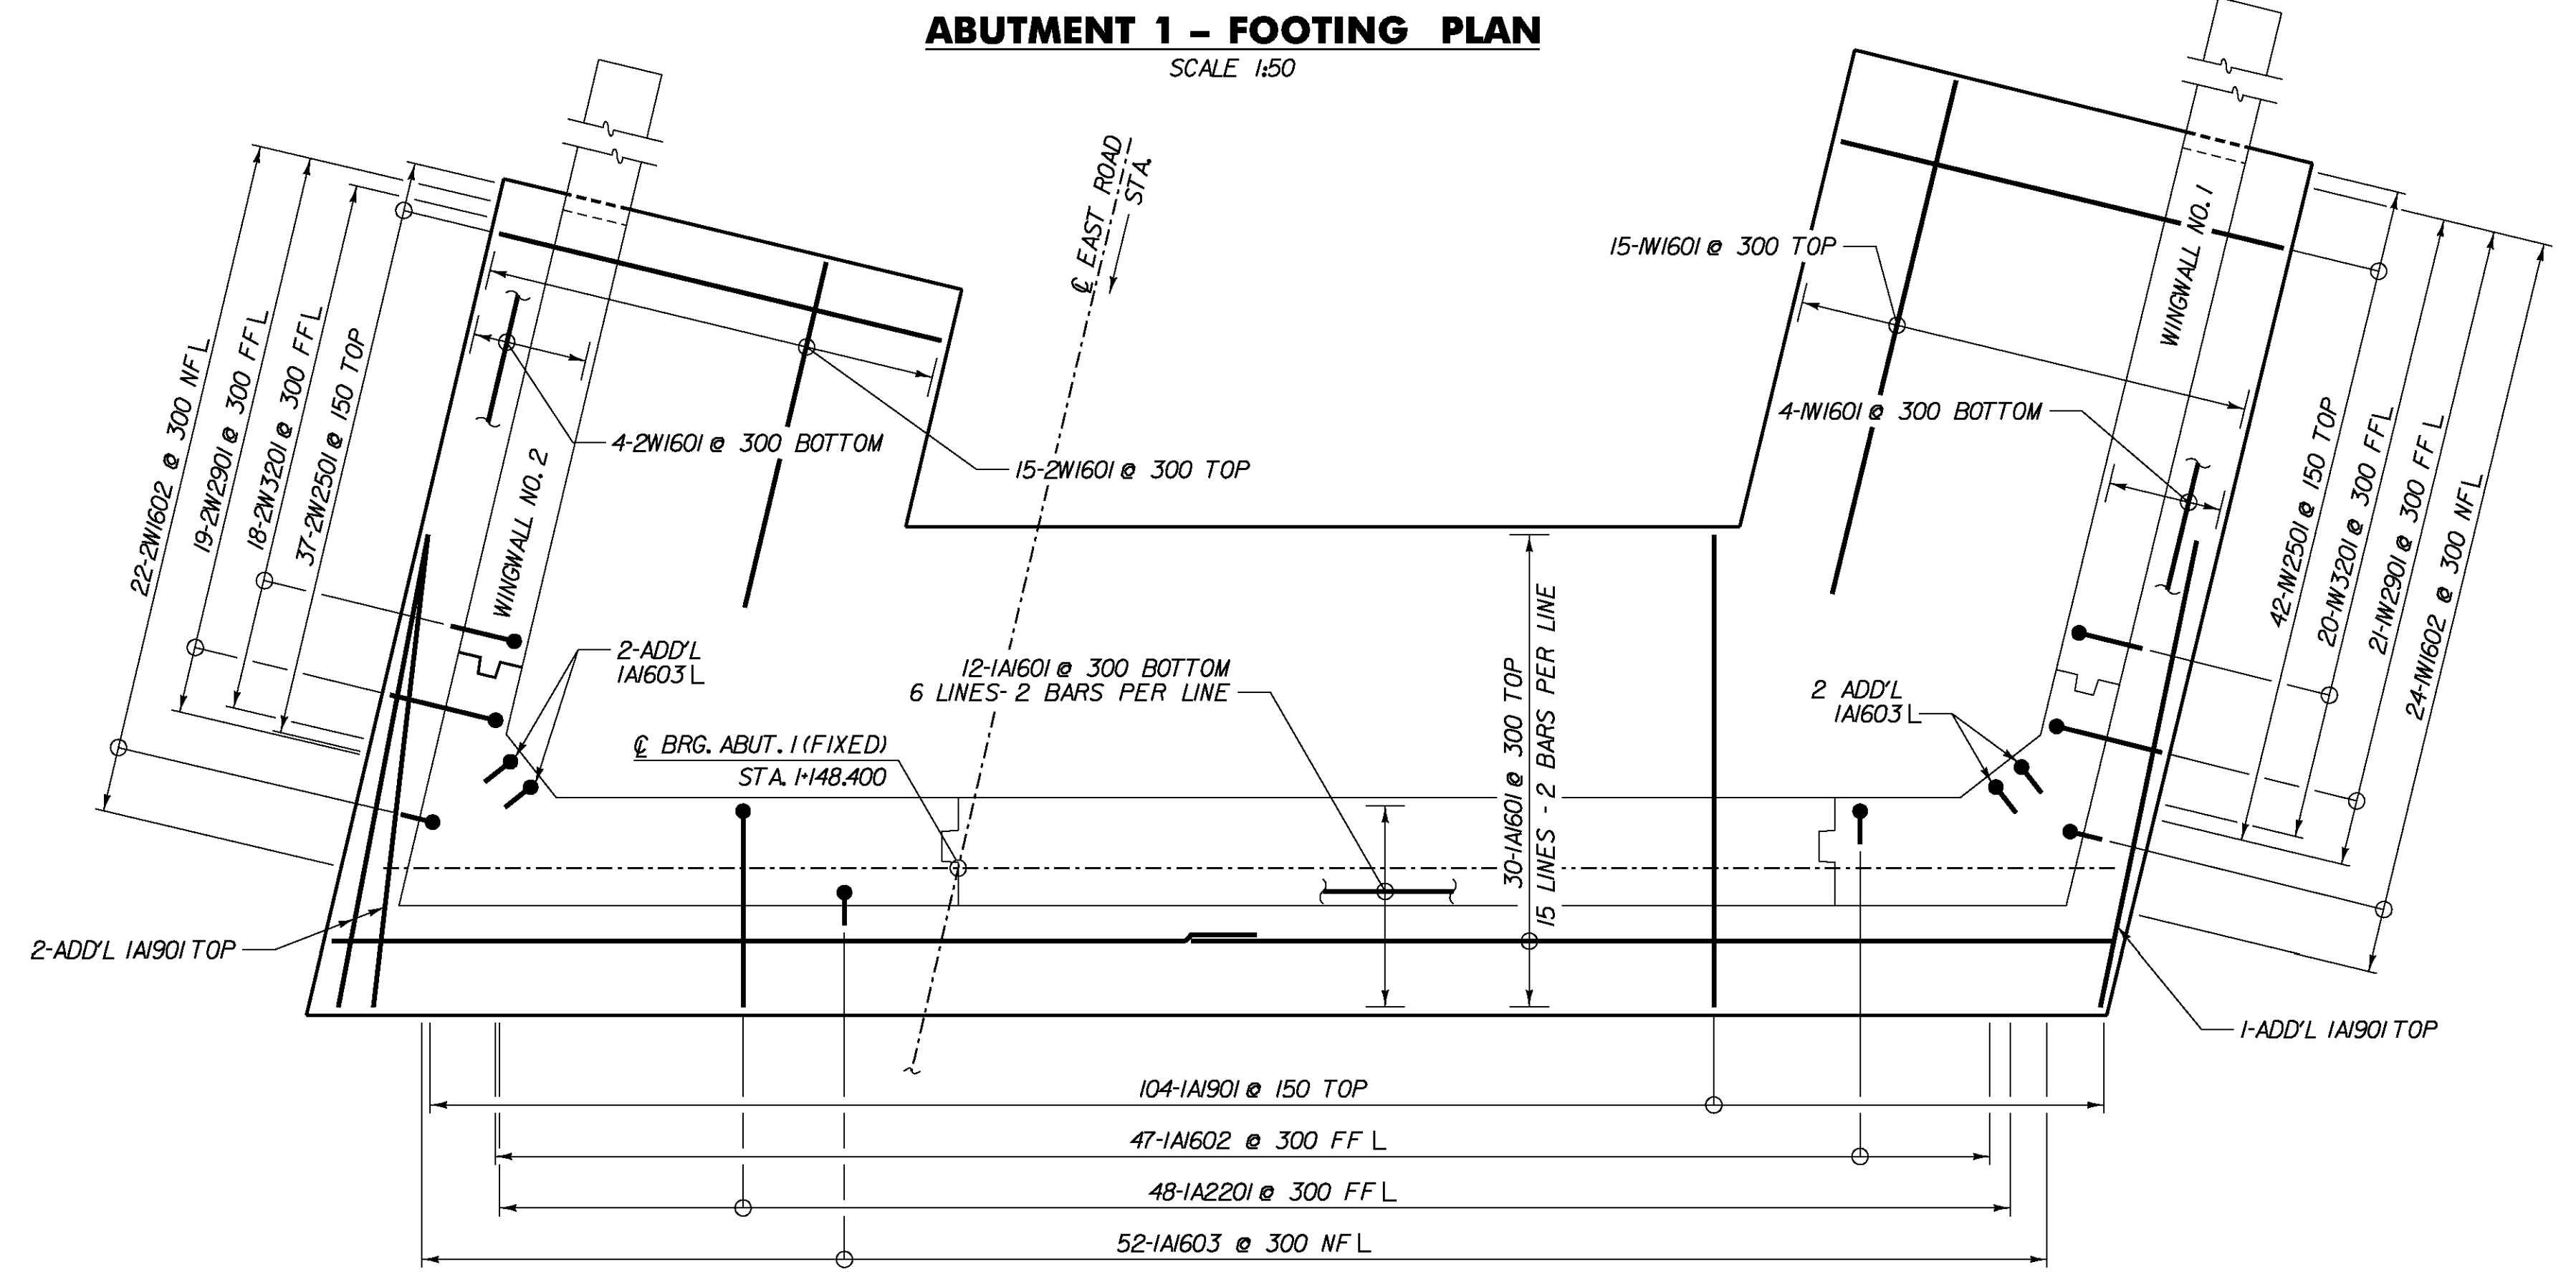 ABUTMENT 1 – FOOTING PLAN
SCALE 1:50
℄ EAST ROAD
STA.
22-2W1602 @ 300 NF L
19-2W2901 @ 300 FF L
18-2W3201 @ 300 FF L
37-2W2501 @ 150 TOP
WINGWALL NO. 2
4-2W1601 @ 300 BOTTOM
15-2W1601 @ 300 TOP
15-1W1601 @ 300 TOP
4-1W1601 @ 300 BOTTOM
WINGWALL NO. 1
42-1W2501 @ 150 TOP
20-1W3201 @ 300 FF L
21-1W2901 @ 300 FF L
24-1W1602 @ 300 NF L
2-ADD'L
1A1603 L
12-1A1601 @ 300 BOTTOM
6 LINES- 2 BARS PER LINE
℄ BRG. ABUT. 1 (FIXED)
STA. 1+148.400
30-1A1601 @ 300 TOP
15 LINES - 2 BARS PER LINE
2 ADD'L
1A1603 L
2-ADD'L 1A1901 TOP
1-ADD'L 1A1901 TOP
104-1A1901 @ 150 TOP
47-1A1602 @ 300 FF L
48-1A2201 @ 300 FF L
52-1A1603 @ 300 NF L